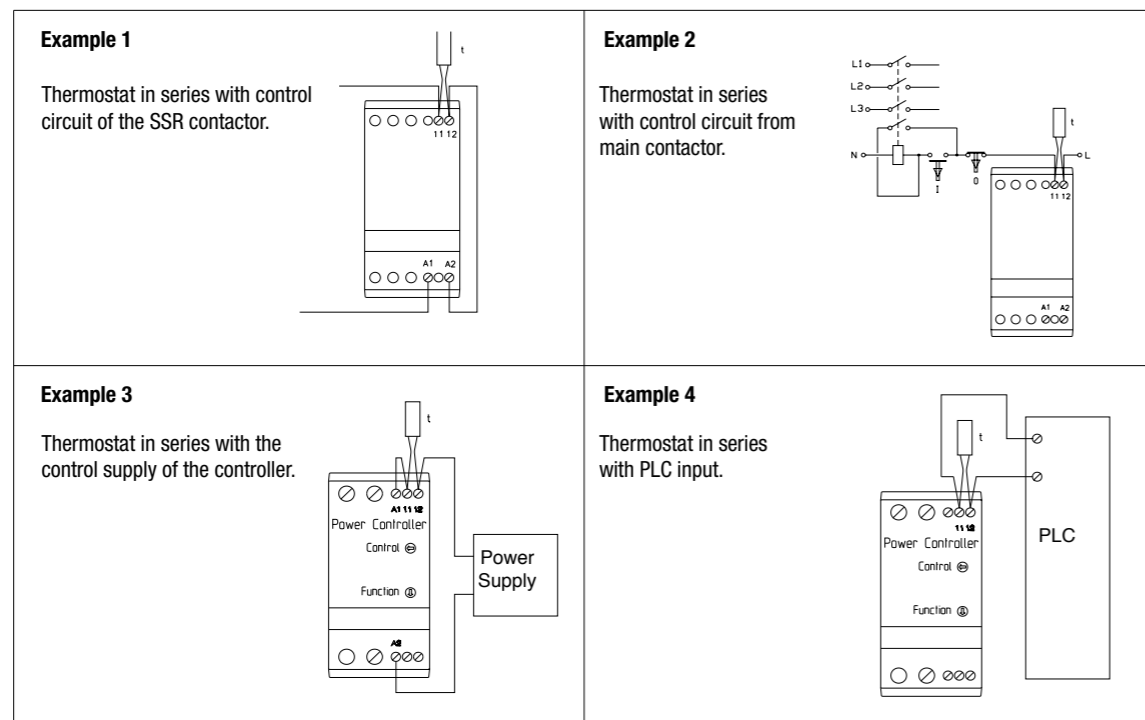 Example 1
t
Thermostat in series with control
circuit of the SSR contactor.
11 12
A1 A2
Example 2
L1
L2
L3
Thermostat in series
with control circuit from
main contactor.
t
N
L
I
0
11 12
A1 A2
Example 3
t
Thermostat in series with the
control supply of the controller.
A1 11 12
Power Controller
Control
Function
A2
Power
Supply
Example 4
t
Thermostat in series
with PLC input.
11 12
Power Controller
Control
Function
PLC